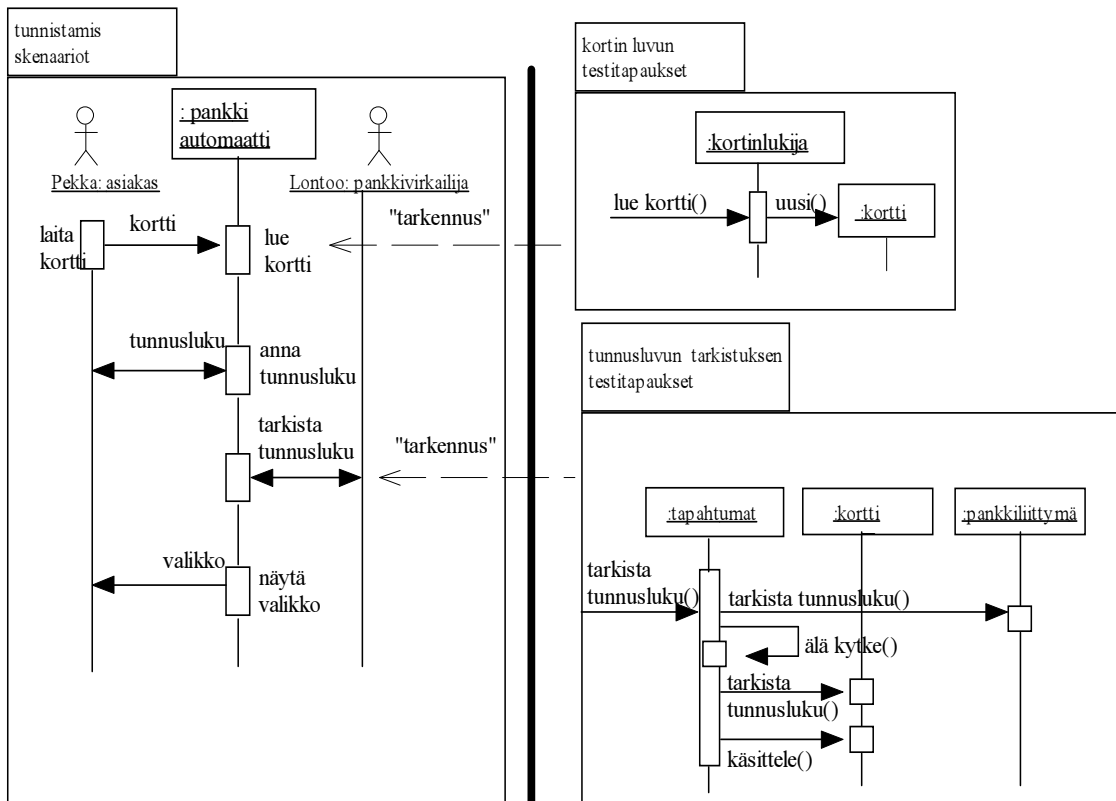 tunnistamis
skenaariot
: pankki
automaatti
Pekka: asiakas
Lontoo: pankkivirkailija
laita
kortti
kortti
lue
kortti
"tarkennus"
tunnusluku
anna
tunnusluku
tarkista
tunnusluku
"tarkennus"
valikko
näytä
valikko
kortin luvun
testitapaukset
:kortinlukija
lue kortti()
uusi()
:kortti
tunnusluvun tarkistuksen
testitapaukset
:tapahtumat
:kortti
:pankkiliittymä
tarkista
tunnusluku()
tarkista tunnusluku()
älä kytke()
tarkista
tunnusluku()
käsittele()